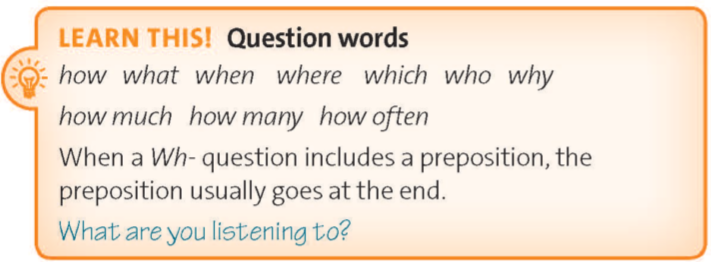 LEARN THIS! Question words
how what when where which who why
how much how many how often
When a Wh- question includes a preposition, the
preposition usually goes at the end.
What are you listening to?